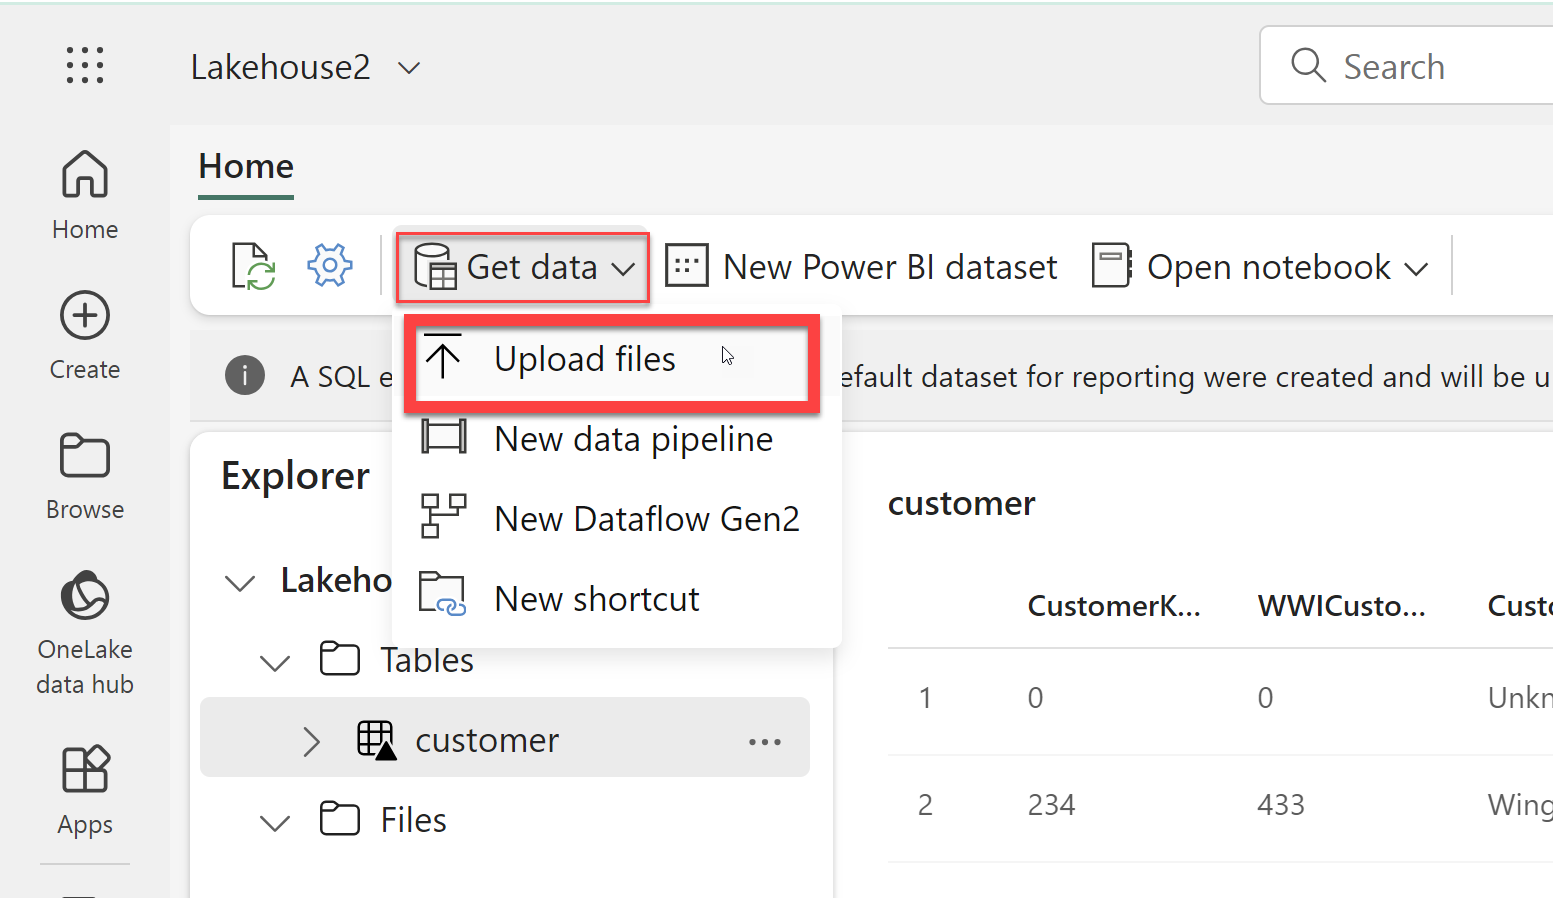 Lakehouse2
Search
Home
Home
Get data
New Power BI dataset
Open notebook
Create
Upload files
A SQL e
efault dataset for reporting were created and will be u
New data pipeline
Explorer
Browse
New Dataflow Gen2
customer
Lakeho
New shortcut
CustomerK...
WWICusto...
Custo
OneLake
data hub
Tables
1
0
0
Unkn
customer
Apps
Files
2
234
433
Wing